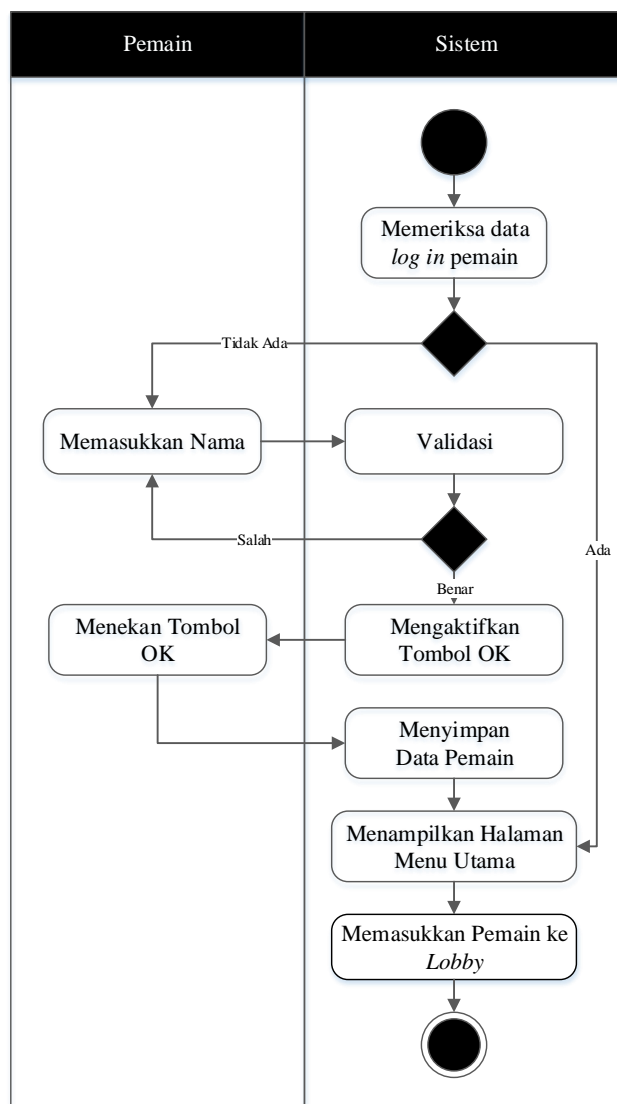 Pemain
Sistem
Memeriksa data
log in pemain
Tidak Ada
Memasukkan Nama
Validasi
Salah
Ada
Benar
Menekan Tombol
OK
Mengaktifkan
Tombol OK
Menyimpan
Data Pemain
Menampilkan Halaman
Menu Utama
Memasukkan Pemain ke
Lobby